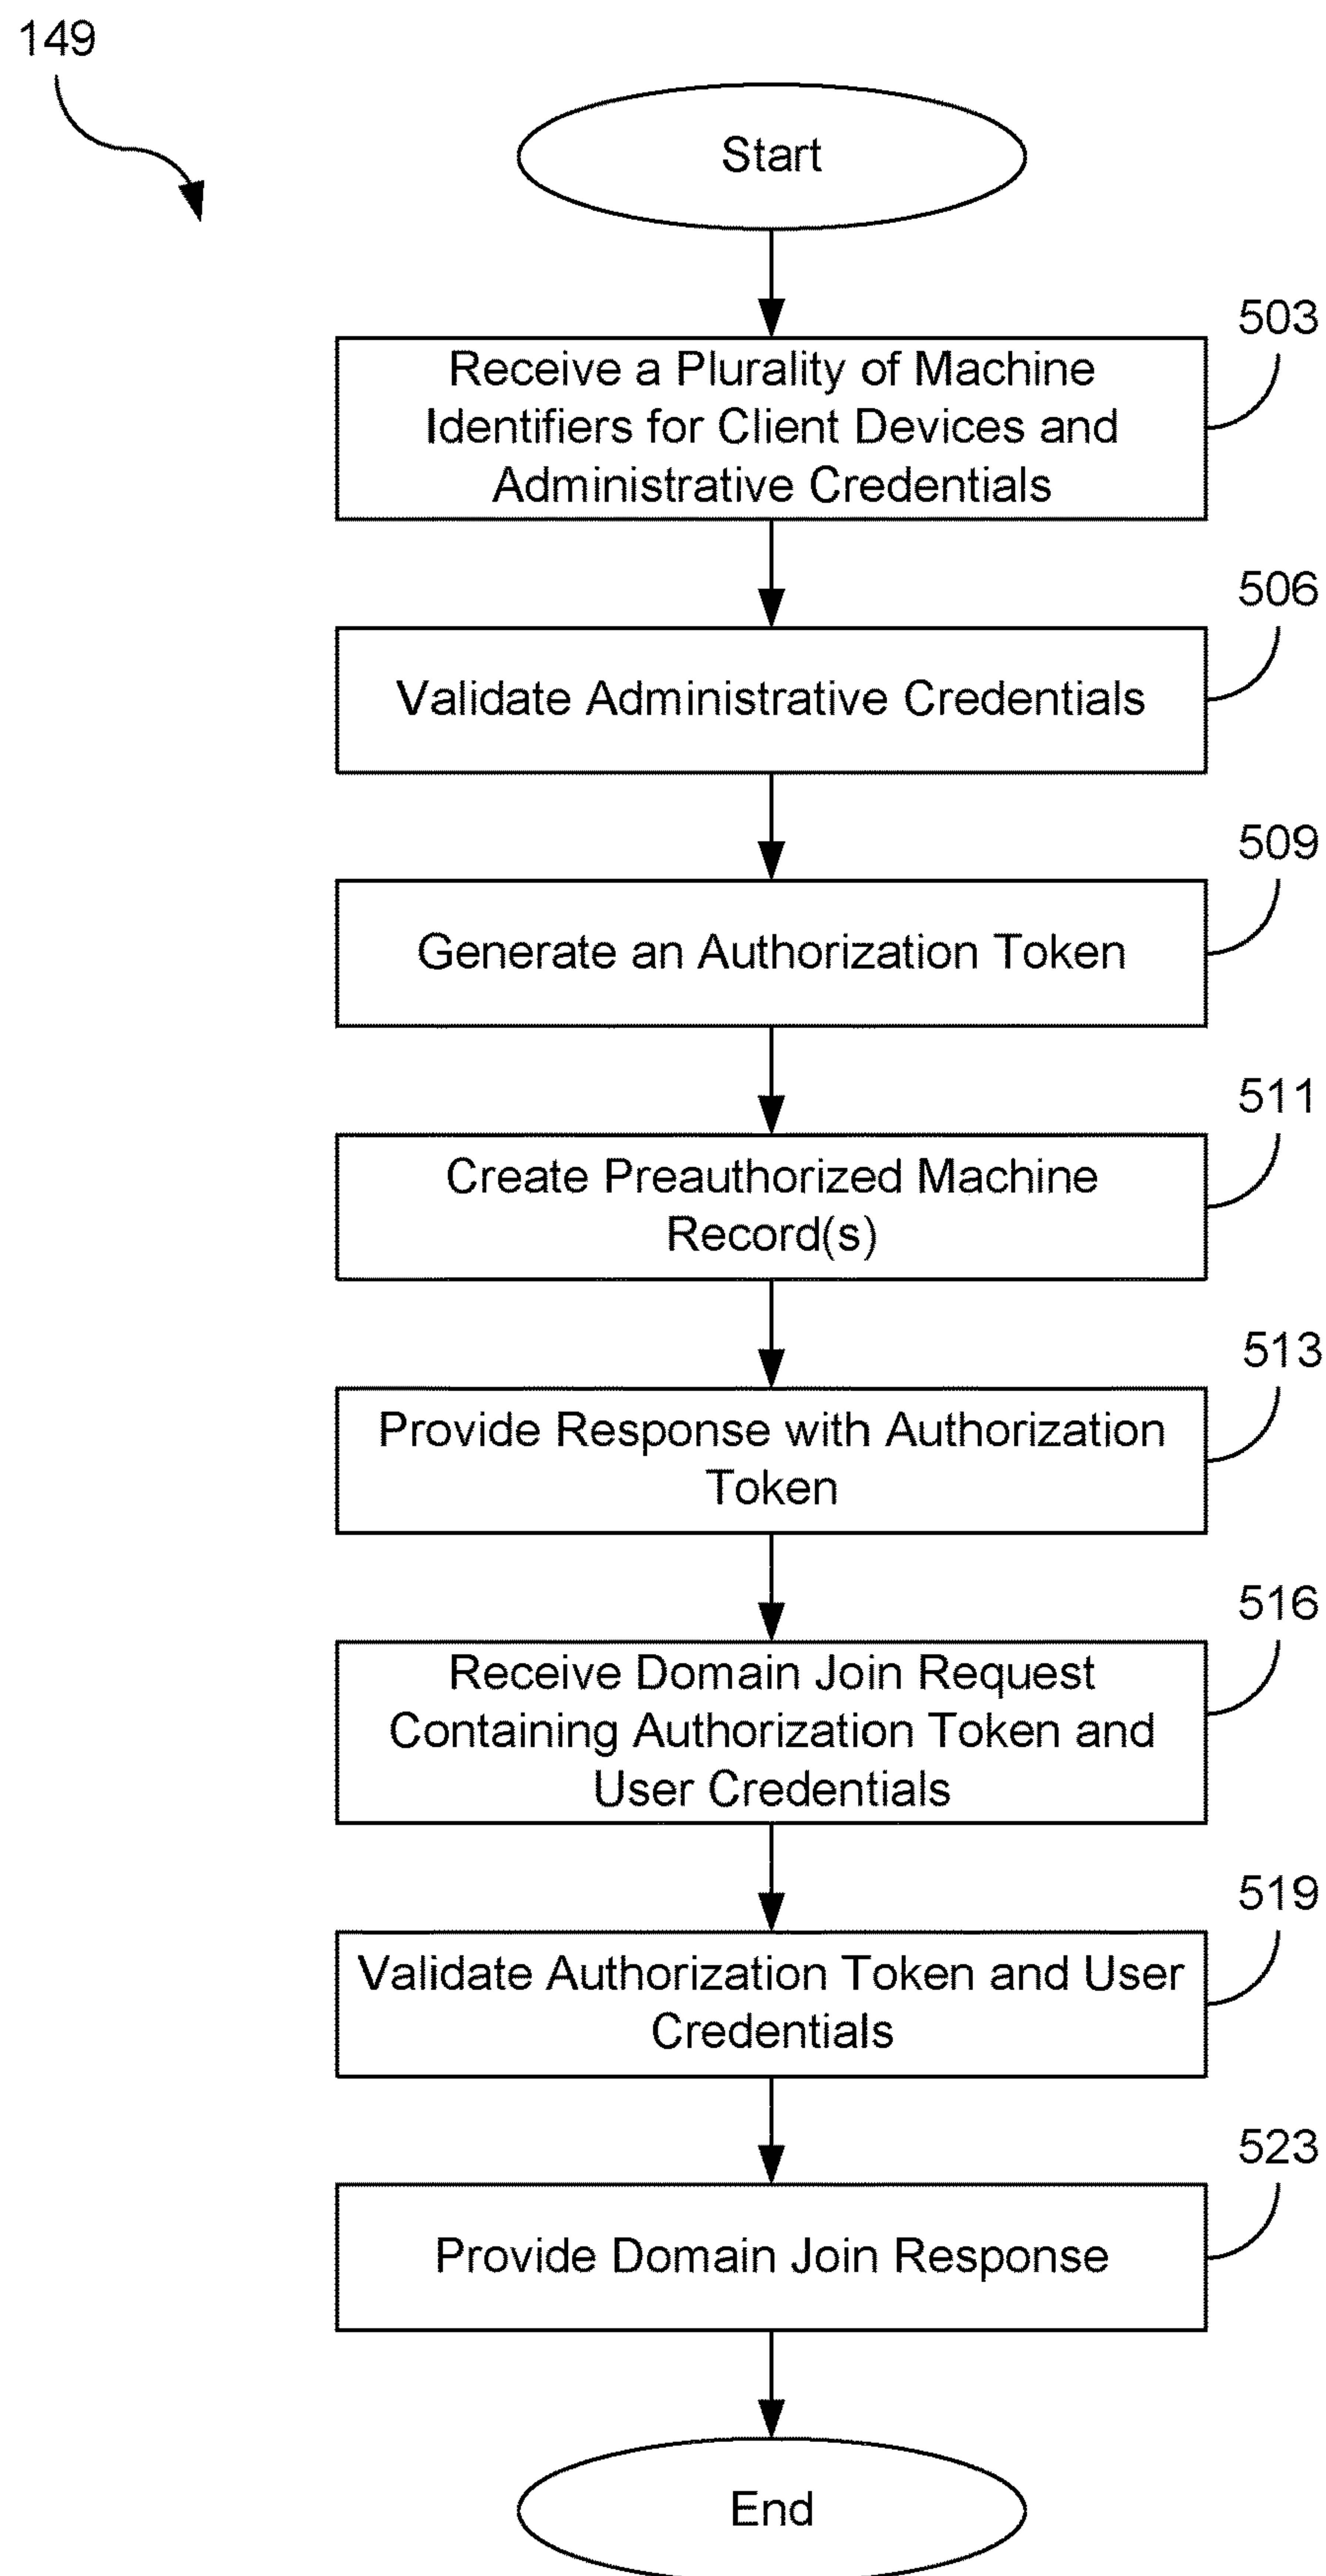 149
Start
503
Receive a Plurality of Machine
Identifiers for Client Devices and
Administrative Credentials
506
Validate Administrative Credentials
509
Generate an Authorization Token
511
Create Preauthorized Machine
Record(s)
513
Provide Response with Authorization
Token
516
Receive Domain Join Request
Containing Authorization Token and
User Credentials
519
Validate Authorization Token and User
Credentials
523
Provide Domain Join Response
End